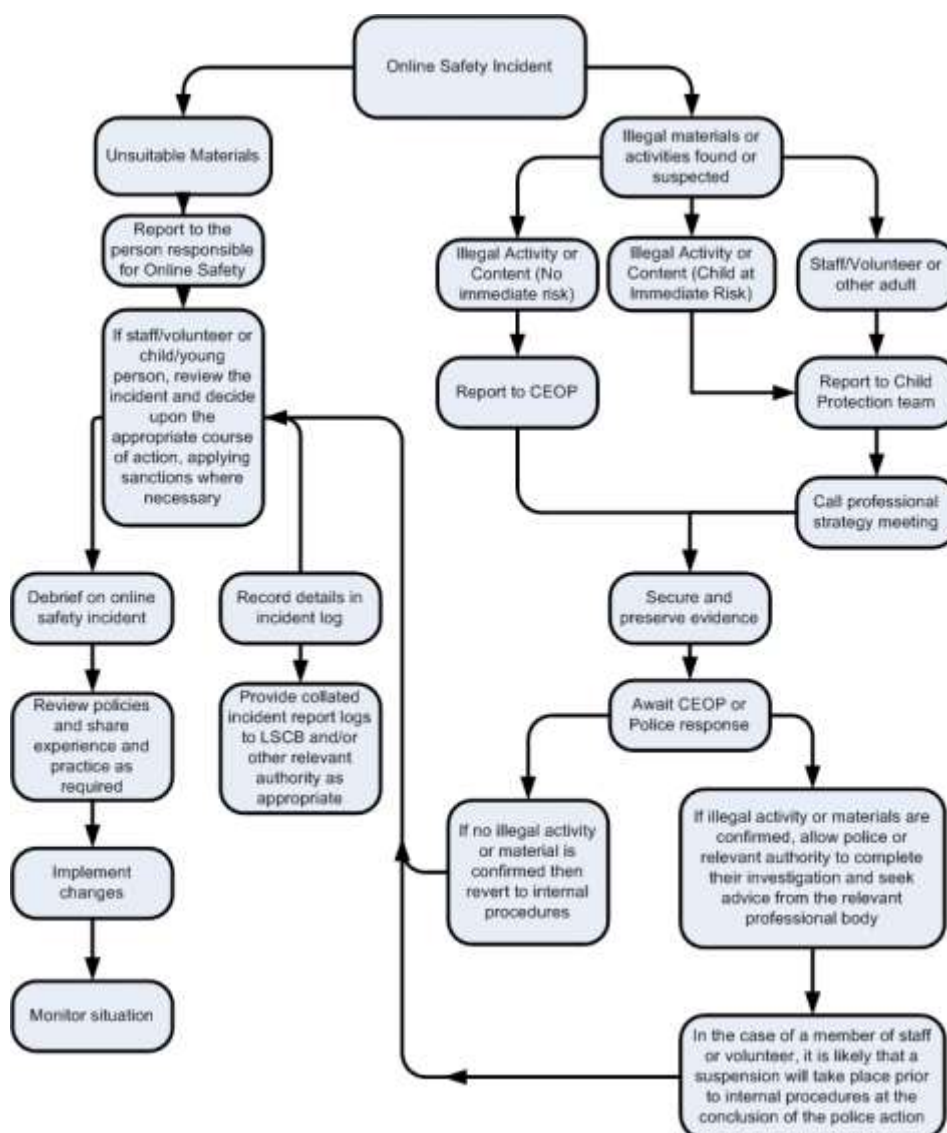 Online Safety Incident
Unsuitable Materials
Report to the
person responsible
for Online Safety
If staff/volunteer or
child/young
person, review the
incident and decide
upon the
appropriate course
of action, applying
sanctions where
necessary
Debrief on online
safety incident
Review policies
and share
experience and
practice as
required
Implement
changes
Monitor situation
Record details in
incident log
Provide collated
incident report logs
to LSCB and/or
other relevant
authority as
appropriate
Illegal materials or
activities found or
suspected
Illegal Activity or
Content (No
immediate risk)
Illegal Activity or
Content (Child at
Immediate Risk)
Staff/Volunteer or
other adult
Report to CEOP
Report to Child
Protection team
Call professional
strategy meeting
Secure and
preserve evidence
Await CEOP or
Police response
If no illegal activity
or material is
confirmed then
revert to internal
procedures
If illegal activity or materials are
confirmed, allow police or
relevant authority to complete
their investigation and seek
advice from the relevant
professional body
In the case of a member of staff
or volunteer, it is likely that a
suspension will take place prior
to internal procedures at the
conclusion of the police action